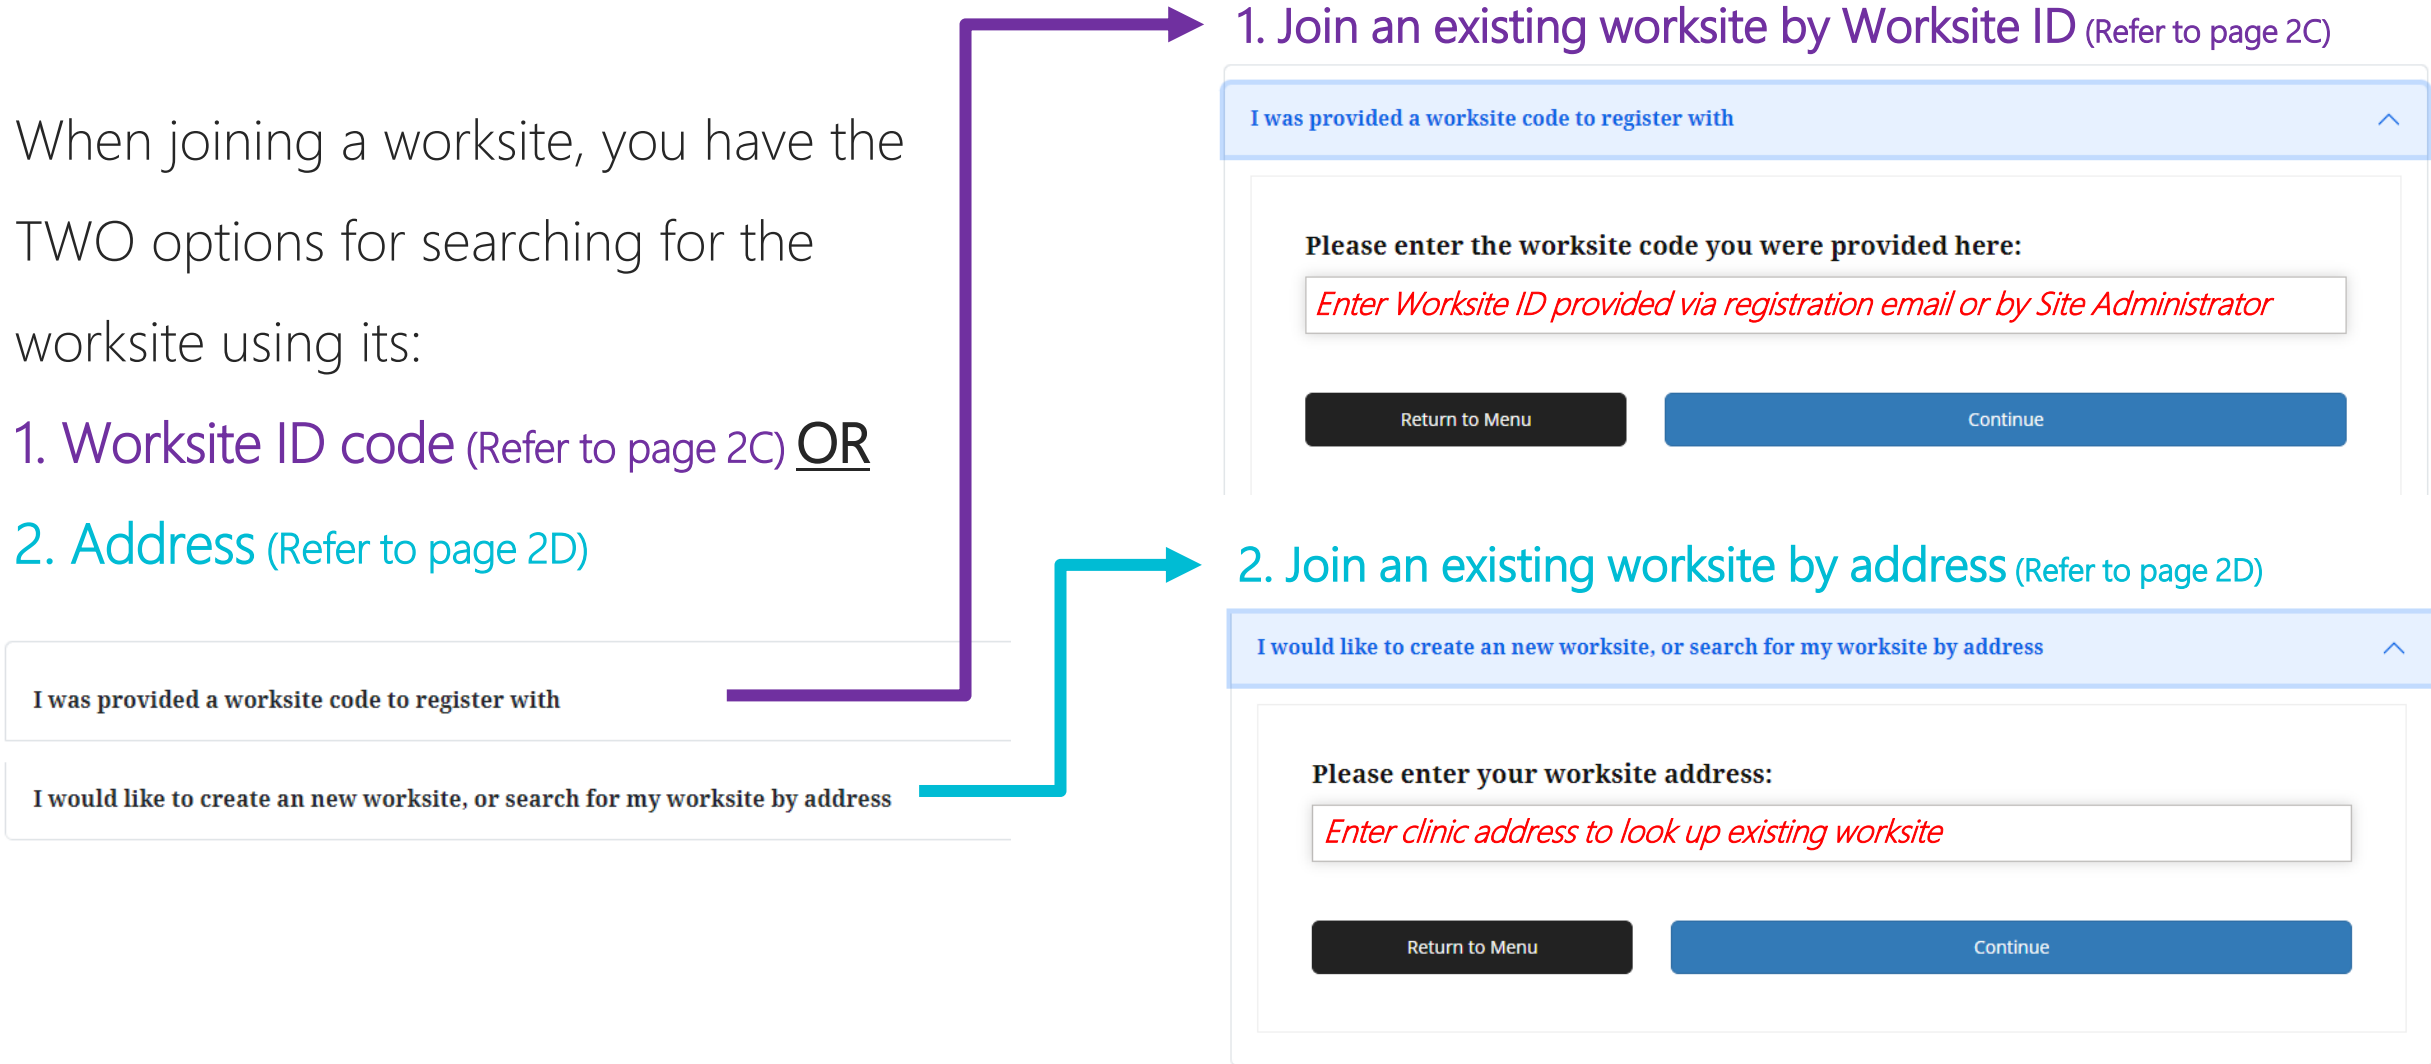 When joining a worksite, you have the
TWO options for searching for the
worksite using its:
1. Worksite ID code (Refer to page 2C) OR
2. Address (Refer to page 2D)
I was provided a worksite code to register with
I would like to create an new worksite, or search for my worksite by address
1. Join an existing worksite by Worksite ID (Refer to page 2C)
I was provided a worksite code to register with
Please enter the worksite code you were provided here:
Enter Worksite ID provided via registration email or by Site Administrator
Return to Menu
Continue
2. Join an existing worksite by address (Refer to page 2D)
I would like to create an new worksite, or search for my worksite by address
Please enter your worksite address:
Enter clinic address to look up existing worksite
Return to Menu
Continue